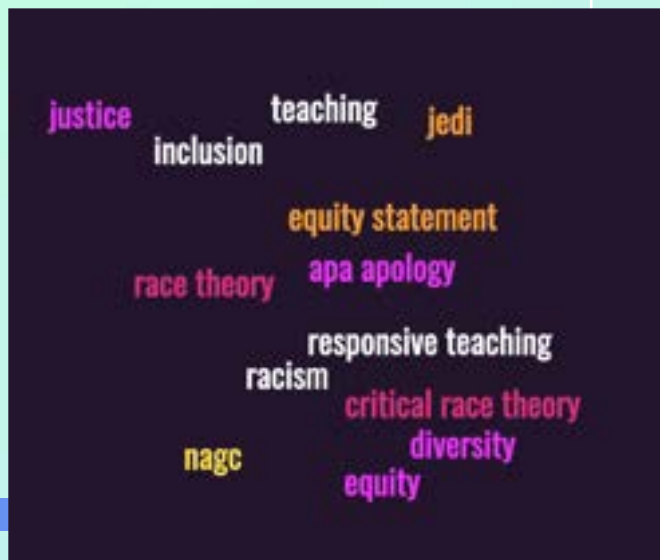 justice
teaching
jedi
inclusion
equity statement
apa apology
race theory
responsive teaching
racism
critical race theory
diversity
nagc
equity